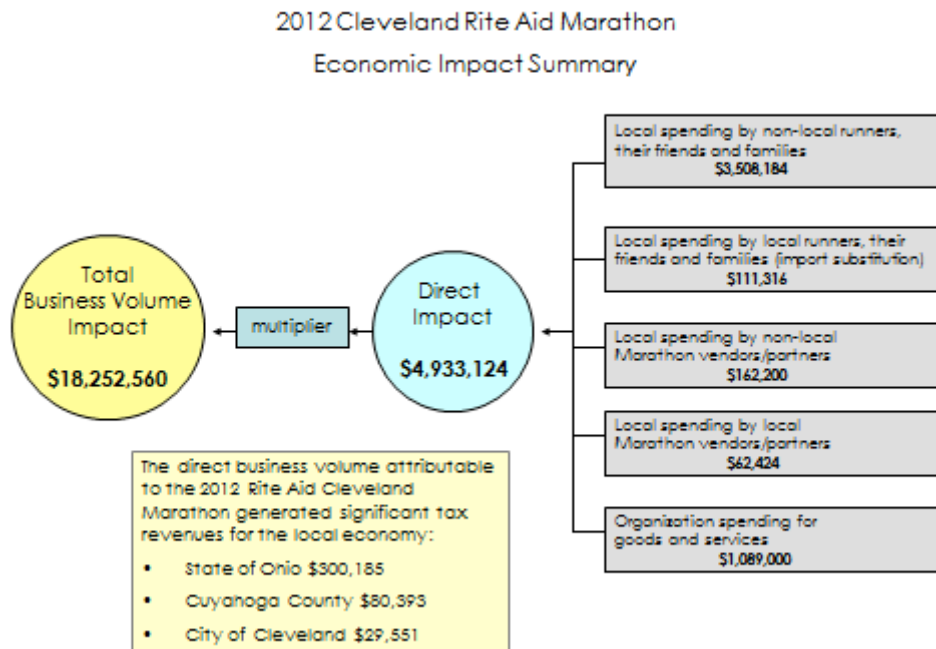 2012 Cleveland Rite Aid Marathon
Economic Impact Summary
Local spending by non-local runners,
their friends and families
$3,508,184
Local spending by local runners, their
friends and families (import substitution)
$111,316
Local spending by non-local
Marathon vendors/partners
$162,200
Local spending by local
Marathon vendors/partners
$62,424
Organization spending for
goods and services
$1,089,000
Direct
Impact
$4,933,124
multiplier
Total
Business Volume
Impact
$18,252,560
The direct business volume attributable
to the 2012 Rite Aid Cleveland
Marathon generated significant tax
revenues for the local economy:
• State of Ohio $300,185
• Cuyahoga County $80,393
• City of Cleveland $29,551